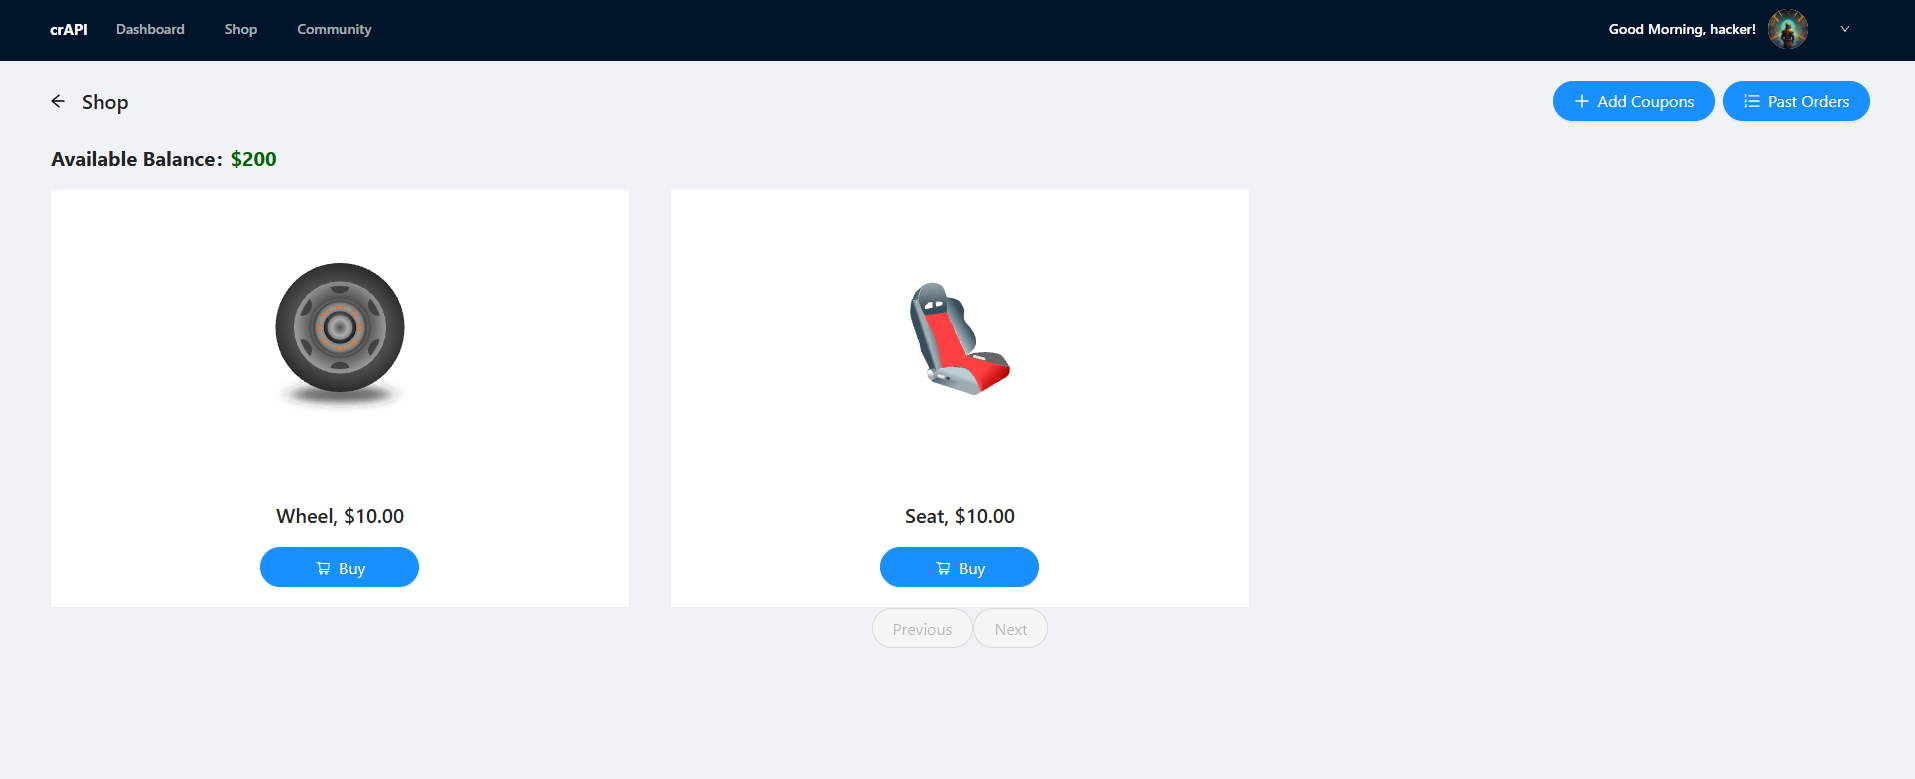 crAPI Dashboard Shop Community Good Morning, hacker!
Shop Add Coupons Past Orders
Available Balance: $200
Wheel, $10.00 Seat, $10.00
Buy Buy
Previous Next